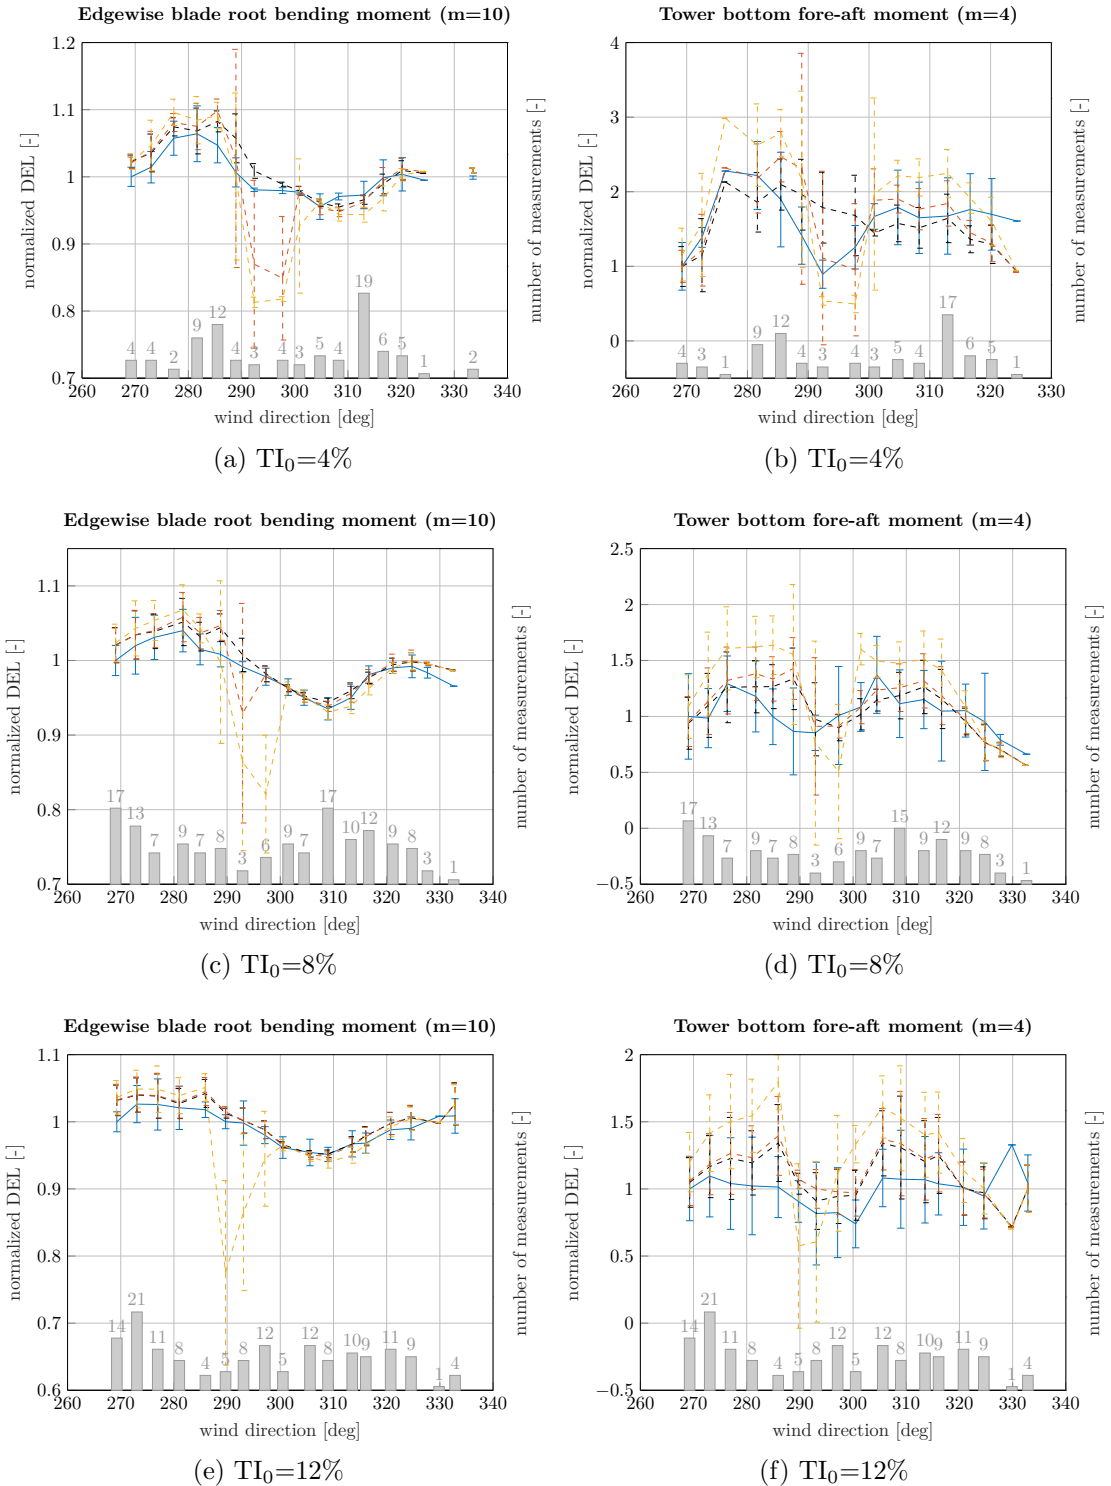 Edgewise blade root bending moment (m=10)
1.2
1.1
1
0.9
0.8
0.7
normalized DEL [-]
4 4 2 9 12 4 3 4 3 5 4 19 6 5 1 2
260 270 280 290 300 310 320 330 340
wind direction [deg]
number of measurements [-]
(a) TI0=4%
Tower bottom fore-aft moment (m=4)
4
3
2
1
0
normalized DEL [-]
4 3 1 9 12 4 3 4 3 5 4 17 6 5 1
260 270 280 290 300 310 320 330
wind direction [deg]
number of measurements [-]
(b) TI0=4%
Edgewise blade root bending moment (m=10)
1.1
1
0.9
0.8
0.7
normalized DEL [-]
17 13 7 9 7 8 3 6 9 7 17 10 12 9 8 3 1
260 270 280 290 300 310 320 330 340
wind direction [deg]
number of measurements [-]
(c) TI0=8%
Tower bottom fore-aft moment (m=4)
2.5
2
1.5
1
0.5
0
−0.5
normalized DEL [-]
17 13 7 9 7 8 3 6 9 7 15 9 12 9 8 3 1
260 270 280 290 300 310 320 330 340
wind direction [deg]
number of measurements [-]
(d) TI0=8%
Edgewise blade root bending moment (m=10)
1.1
1
0.9
0.8
0.7
0.6
normalized DEL [-]
14 21 11 8 4 5 8 12 5 12 8 10 9 11 9 1 4
260 270 280 290 300 310 320 330 340
wind direction [deg]
number of measurements [-]
(e) TI0=12%
Tower bottom fore-aft moment (m=4)
2
1.5
1
0.5
0
−0.5
normalized DEL [-]
14 21 11 8 4 5 8 12 5 12 8 10 9 11 9 1 4
260 270 280 290 300 310 320 330 340
wind direction [deg]
number of measurements [-]
(f) TI0=12%